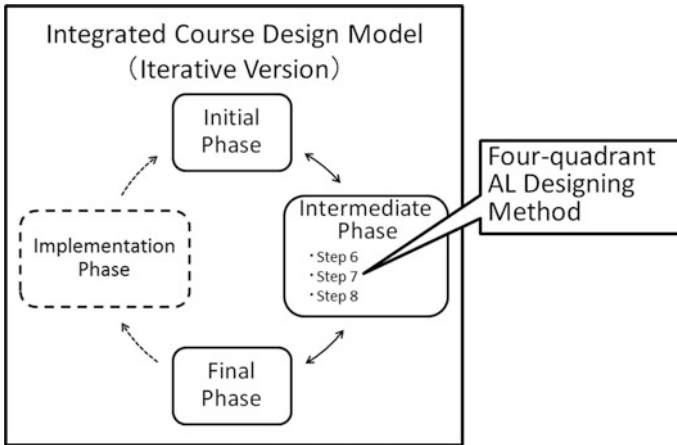 Integrated Course Design Model
（Iterative Version）
Initial
Phase
Four-quadrant
AL Designing
Method
Intermediate
Phase
・Step 6
・Step 7
・Step 8
Implementation
Phase
Final
Phase